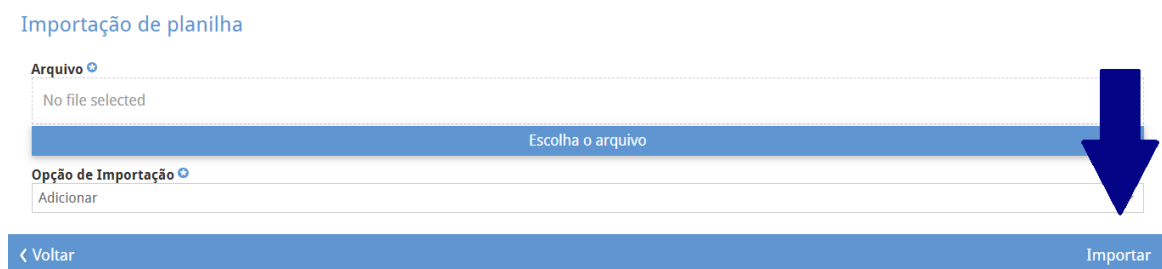 Importação de planilha
Arquivo
No file selected
Escolha o arquivo
Opção de Importação
Adicionar
Voltar
Importar